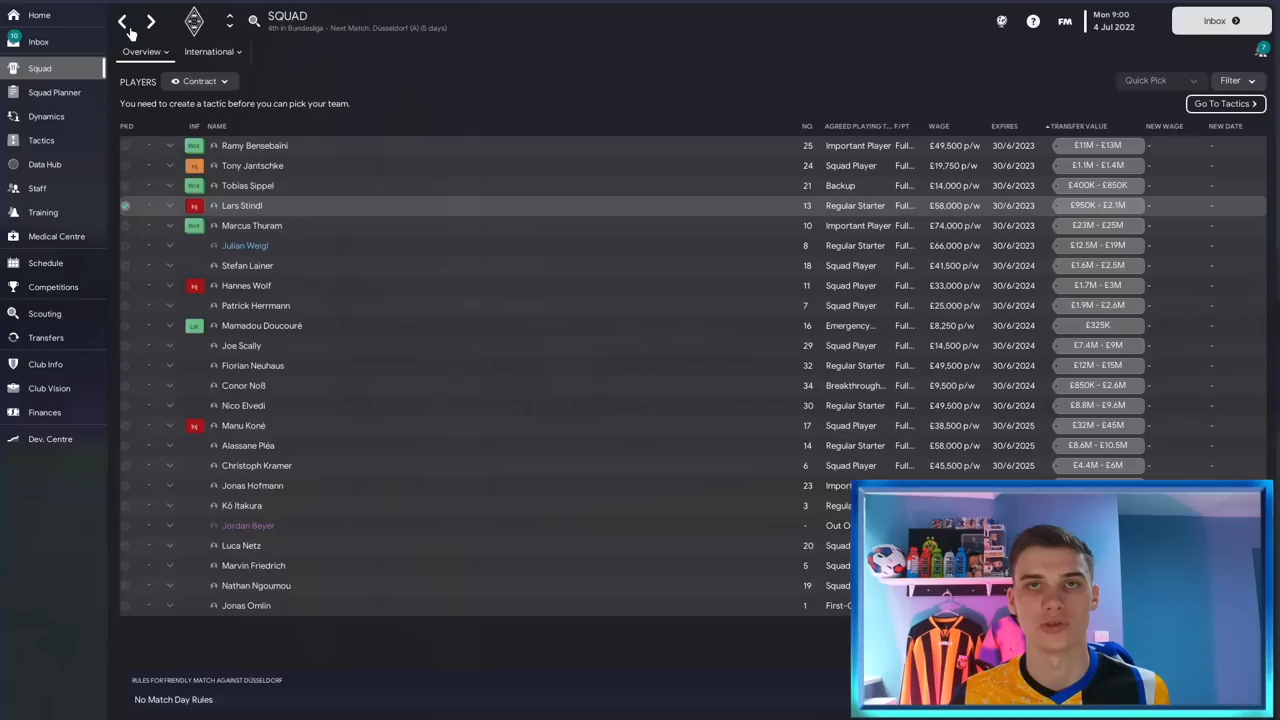 Home
10
Inbox
Squad
Squad Planner
Dynamics
Tactics
Data Hub
Staff
Training
Medical Centre
Schedule
Competitions
Scouting
Transfers
Club Info
Club Vision
Finances
Dev. Centre
SQUAD
4th in Bundesliga - Next Match: Düsseldorf (A) (5 days)
FM
Mon 9:00
4 Jul 2022
Inbox
Overview
International
7
PLAYERS
Contract
Quick Pick
Filter
You need to create a tactic before you can pick your team.
Go To Tactics
PKD INF NAME NO. AGREED PLAYING T... F/PT WAGE EXPIRES TRANSFER VALUE NEW WAGE NEW DATE
- Wnt Ramy Bensebaini 25 Important Player Full... £49,500 p/w 30/6/2023 £11M - £13M - -
- Inj Tony Jantschke 24 Squad Player Full... £19,750 p/w 30/6/2023 £1.1M - £1.4M - -
- Wnt Tobias Sippel 21 Backup Full... £14,000 p/w 30/6/2023 £400K - £850K - -
- Inj Lars Stindl 13 Regular Starter Full... £58,000 p/w 30/6/2023 £950K - £2.1M - -
- Wnt Marcus Thuram 10 Important Player Full... £74,000 p/w 30/6/2023 £23M - £25M - -
- Julian Weigl 8 Regular Starter Full... £66,000 p/w 30/6/2023 £12.5M - £19M - -
- Stefan Lainer 18 Squad Player Full... £41,500 p/w 30/6/2024 £1.6M - £2.5M - -
- Inj Hannes Wolf 11 Squad Player Full... £33,000 p/w 30/6/2024 £1.7M - £3M - -
- Patrick Herrmann 7 Squad Player Full... £25,000 p/w 30/6/2024 £1.9M - £2.6M - -
- Lst Mamadou Doucouré 16 Emergency... Full... £8,250 p/w 30/6/2024 £325K - -
- Joe Scally 29 Squad Player Full... £14,500 p/w 30/6/2024 £7.4M - £9M - -
- Florian Neuhaus 32 Regular Starter Full... £49,500 p/w 30/6/2024 £12M - £15M - -
- Conor Noß 34 Breakthrough... Full... £9,500 p/w 30/6/2024 £850K - £2.6M - -
- Nico Elvedi 30 Regular Starter Full... £49,500 p/w 30/6/2024 £8.8M - £9.6M - -
- Inj Manu Koné 17 Squad Player Full... £38,500 p/w 30/6/2025 £32M - £45M - -
- Alassane Pléa 14 Regular Starter Full... £58,000 p/w 30/6/2025 £8.6M - £10.5M - -
- Christoph Kramer 6 Squad Player Full... £45,500 p/w 30/6/2025 £4.4M - £6M - -
- Jonas Hofmann 23 Import
- Kō Itakura 3 Regula
- Jordan Beyer - Out O
- Luca Netz 20 Squad
- Marvin Friedrich 5 Squad
- Nathan Ngoumou 19 Squad
- Jonas Omlin 1 First-C
RULES FOR FRIENDLY MATCH AGAINST DÜSSELDORF
No Match Day Rules